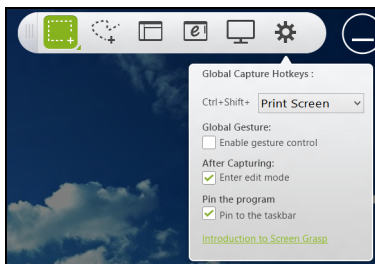 e
Global Capture Hotkeys :
Ctrl+Shift+ Print Screen
Global Gesture:
Enable gesture control
After Capturing:
Enter edit mode
Pin the program
Pin to the taskbar
Introduction to Screen Grasp